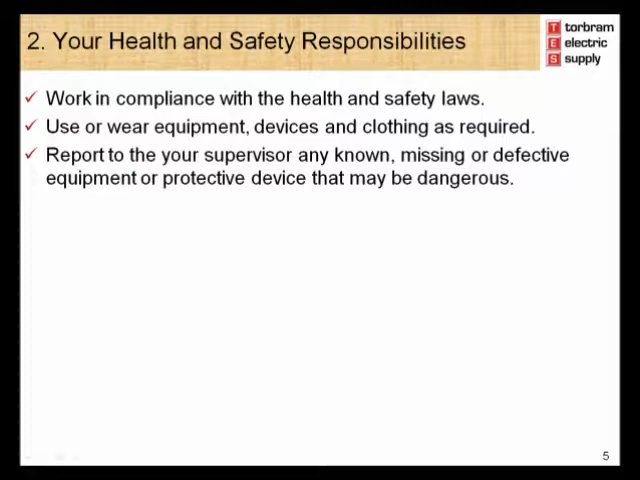 2. Your Health and Safety Responsibilities
T torbram
E electric
S supply
✓ Work in compliance with the health and safety laws.
✓ Use or wear equipment, devices and clothing as required.
✓ Report to the your supervisor any known, missing or defective
equipment or protective device that may be dangerous.
5